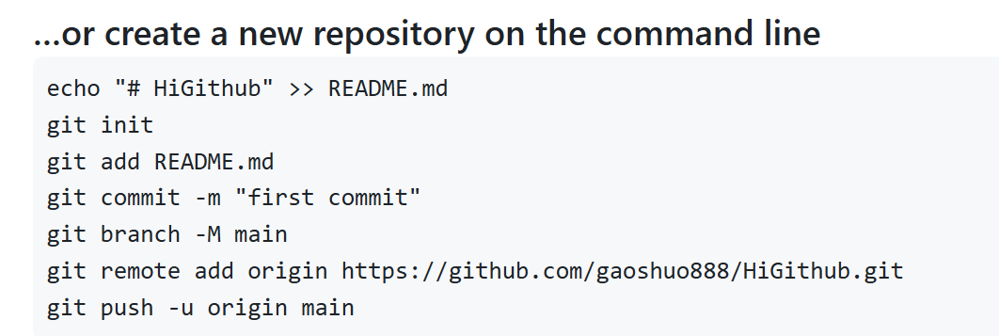 ...or create a new repository on the command line
echo "# HiGithub" >> README.md
git init
git add README.md
git commit -m "first commit"
git branch -M main
git remote add origin https://github.com/gaoshuo888/HiGithub.git
git push -u origin main